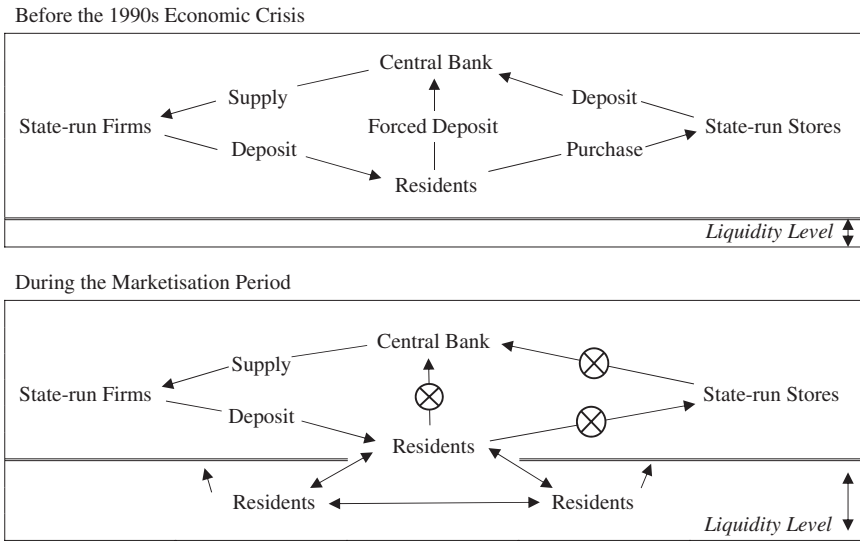 Before the 1990s Economic Crisis
Central Bank
Supply
Deposit
State-run Firms
Forced Deposit
State-run Stores
Deposit
Purchase
Residents
Liquidity Level
During the Marketisation Period
Central Bank
Supply
State-run Firms
State-run Stores
Deposit
Residents
Residents
Residents
Liquidity Level